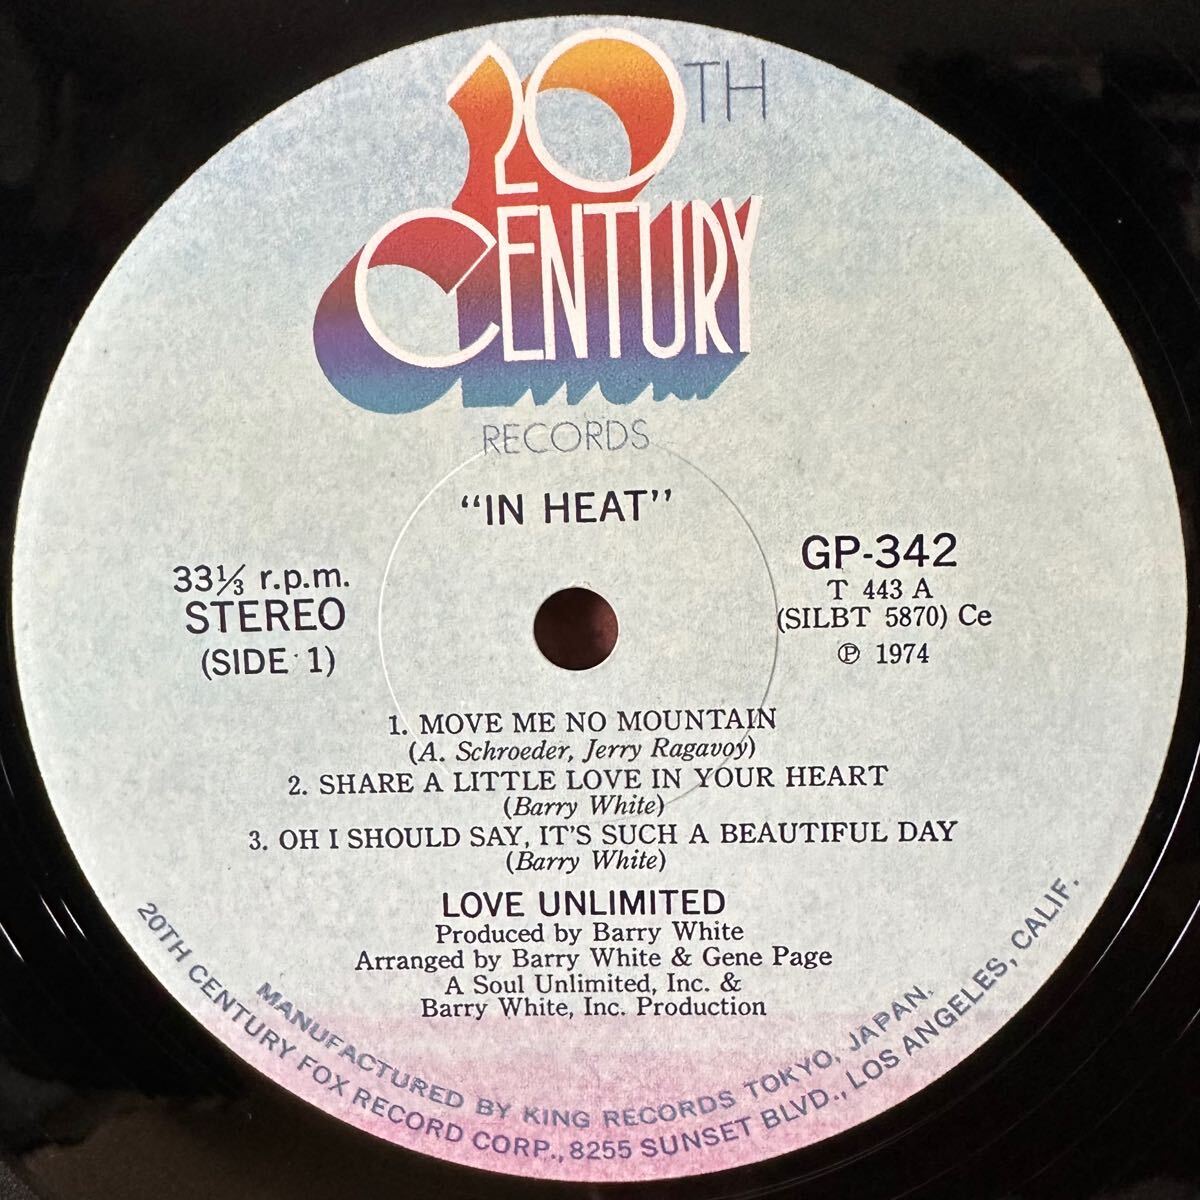 20TH
CENTURY
RECORDS
“IN HEAT”
33⅓ r.p.m.
STEREO
(SIDE 1)
GP-342
T 443 A
(SILBT 5870) Ce
℗ 1974
1. MOVE ME NO MOUNTAIN
(A. Schroeder, Jerry Ragavoy)
2. SHARE A LITTLE LOVE IN YOUR HEART
(Barry White)
3. OH I SHOULD SAY, IT'S SUCH A BEAUTIFUL DAY
(Barry White)
LOVE UNLIMITED
Produced by Barry White
Arranged by Barry White & Gene Page
A Soul Unlimited, Inc. &
Barry White, Inc. Production
MANUFACTURED BY KING RECORDS TOKYO, JAPAN.
20TH CENTURY FOX RECORD CORP., 8255 SUNSET BLVD., LOS ANGELES, CALIF.